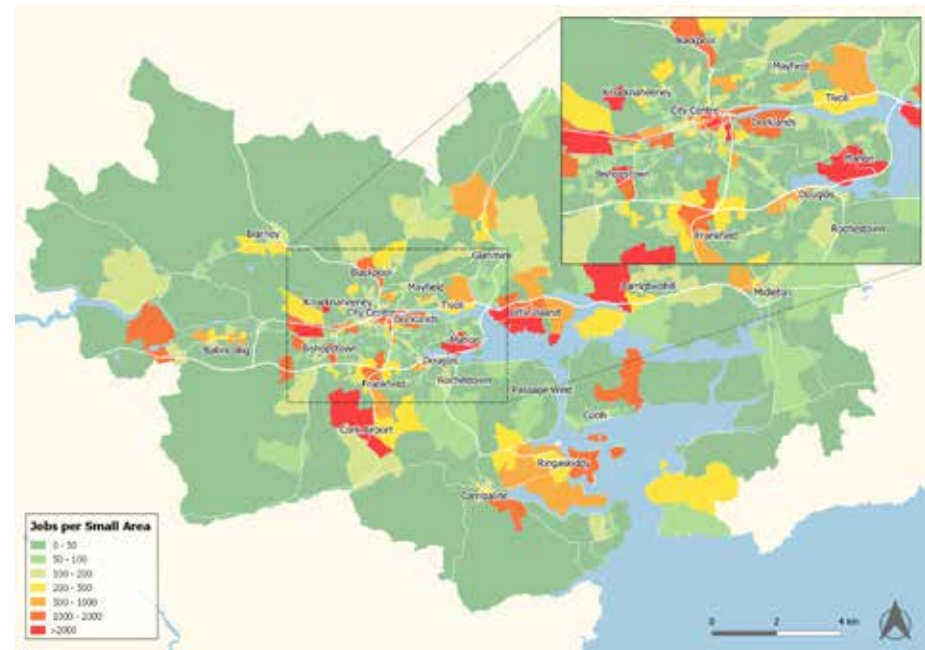 Blackpool
Mayfield
Knocknaheeney
Tivoli
City Centre
Docklands
Mahon
Bishopstown
Douglas
Frankfield
Rochestown
Blarney
Glanmire
Blackpool
Carrigtwohill
Mayfield
Midleton
Knocknaheeney
Tivoli
City Centre
Little Island
Docklands
Ballincollig
Mahon
Bishopstown
Douglas
Rochestown
Frankfield
Passage West
Cobh
Cork Airport
Ringaskiddy
Carrigaline
Jobs per Small Area
0 - 50
50 - 100
100 - 200
200 - 500
500 - 1000
1000 - 2000
>2000
0 2 4 km